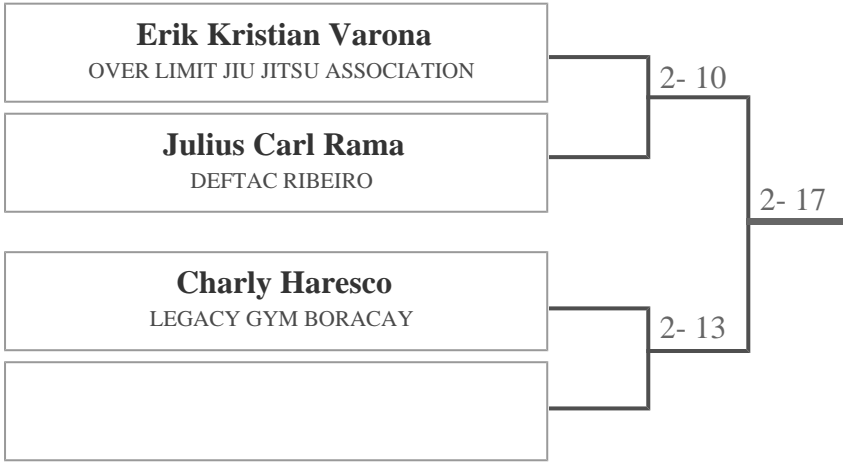 Erik Kristian Varona
OVER LIMIT JIU JITSU ASSOCIATION
2- 10
Julius Carl Rama
DEFTAC RIBEIRO
2- 17
Charly Haresco
LEGACY GYM BORACAY
2- 13